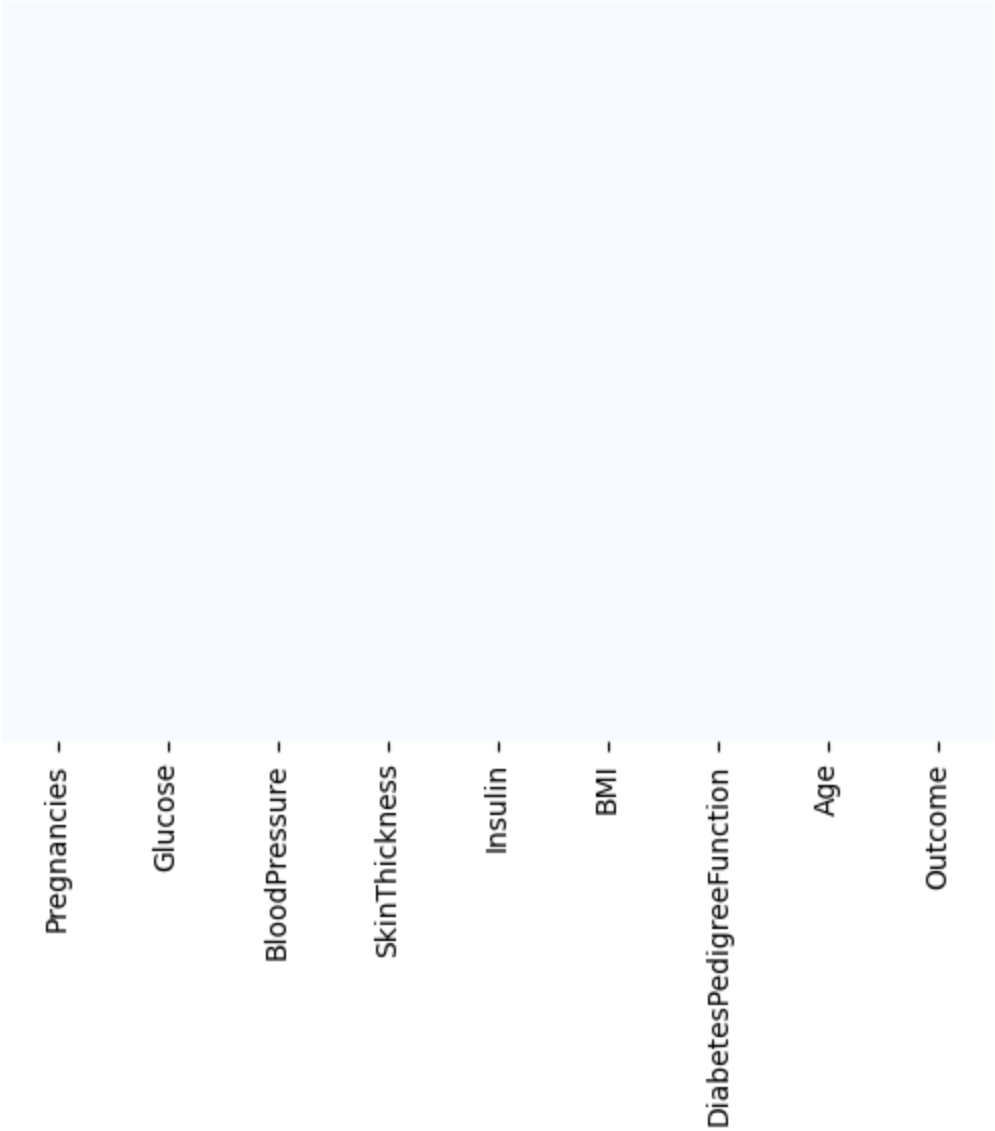 Pregnancies
Glucose
BloodPressure
SkinThickness
Insulin
BMI
DiabetesPedigreeFunction
Age
Outcome